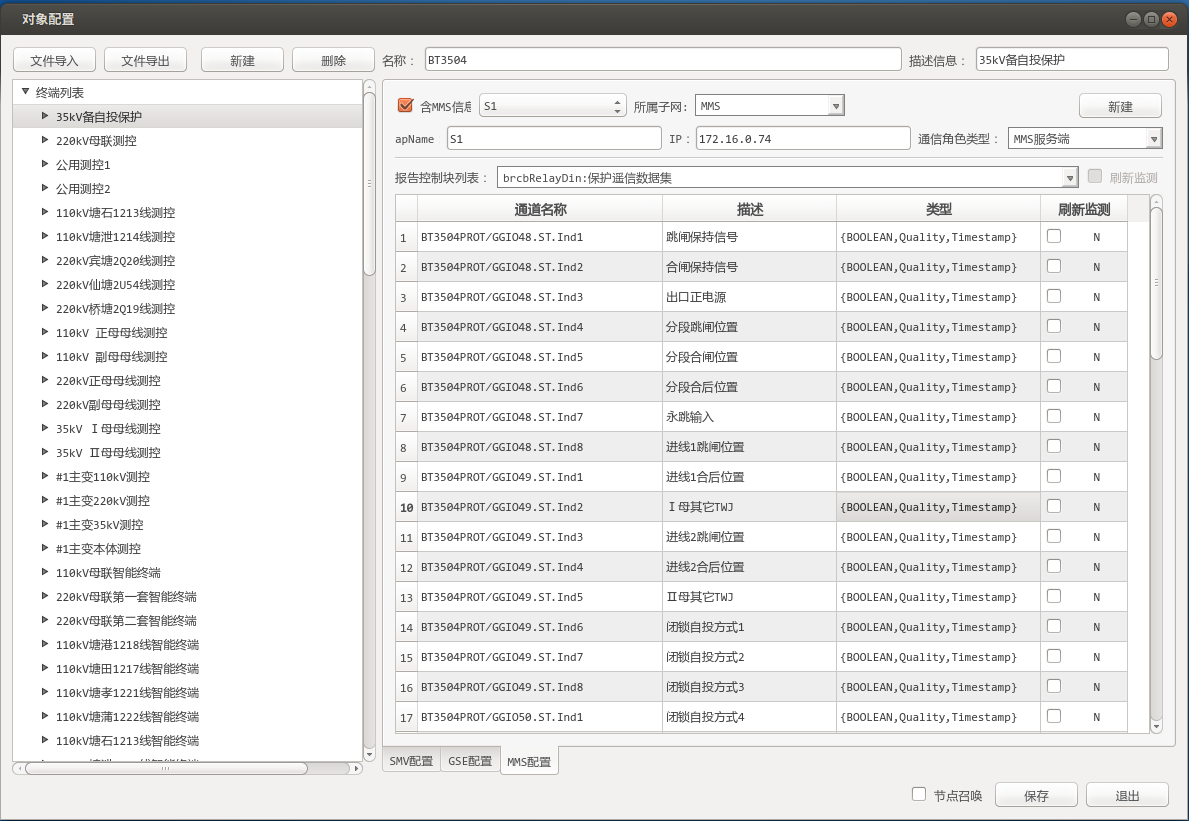 对象配置
文件导入 文件导出 新建 删除 名称： BT3504 描述信息： 35kV备自投保护
终端列表
35kV备自投保护
220kV母联测控
公用测控1
公用测控2
110kV塘石1213线测控
110kV塘泄1214线测控
220kV宾塘2Q20线测控
220kV仙塘2U54线测控
220kV桥塘2Q19线测控
110kV 正母母线测控
110kV 副母母线测控
220kV正母母线测控
220kV副母母线测控
35kV Ⅰ母母线测控
35kV Ⅱ母母线测控
#1主变110kV测控
#1主变220kV测控
#1主变35kV测控
#1主变本体测控
110kV母联智能终端
220kV母联第一套智能终端
220kV母联第二套智能终端
110kV塘港1218线智能终端
110kV塘田1217线智能终端
110kV塘孝1221线智能终端
110kV塘蒲1222线智能终端
110kV塘石1213线智能终端
含MMS信息 S1 所属子网: MMS 新建
apName S1 IP： 172.16.0.74 通信角色类型： MMS服务端
报告控制块列表： brcbRelayDin:保护遥信数据集 刷新监测
通道名称 描述 类型 刷新监测
1 BT3504PROT/GGIO48.ST.Ind1 跳闸保持信号 {BOOLEAN,Quality,Timestamp} N
2 BT3504PROT/GGIO48.ST.Ind2 合闸保持信号 {BOOLEAN,Quality,Timestamp} N
3 BT3504PROT/GGIO48.ST.Ind3 出口正电源 {BOOLEAN,Quality,Timestamp} N
4 BT3504PROT/GGIO48.ST.Ind4 分段跳闸位置 {BOOLEAN,Quality,Timestamp} N
5 BT3504PROT/GGIO48.ST.Ind5 分段合闸位置 {BOOLEAN,Quality,Timestamp} N
6 BT3504PROT/GGIO48.ST.Ind6 分段合后位置 {BOOLEAN,Quality,Timestamp} N
7 BT3504PROT/GGIO48.ST.Ind7 永跳输入 {BOOLEAN,Quality,Timestamp} N
8 BT3504PROT/GGIO48.ST.Ind8 进线1跳闸位置 {BOOLEAN,Quality,Timestamp} N
9 BT3504PROT/GGIO49.ST.Ind1 进线1合后位置 {BOOLEAN,Quality,Timestamp} N
10 BT3504PROT/GGIO49.ST.Ind2 Ⅰ母其它TWJ {BOOLEAN,Quality,Timestamp} N
11 BT3504PROT/GGIO49.ST.Ind3 进线2跳闸位置 {BOOLEAN,Quality,Timestamp} N
12 BT3504PROT/GGIO49.ST.Ind4 进线2合后位置 {BOOLEAN,Quality,Timestamp} N
13 BT3504PROT/GGIO49.ST.Ind5 Ⅱ母其它TWJ {BOOLEAN,Quality,Timestamp} N
14 BT3504PROT/GGIO49.ST.Ind6 闭锁自投方式1 {BOOLEAN,Quality,Timestamp} N
15 BT3504PROT/GGIO49.ST.Ind7 闭锁自投方式2 {BOOLEAN,Quality,Timestamp} N
16 BT3504PROT/GGIO49.ST.Ind8 闭锁自投方式3 {BOOLEAN,Quality,Timestamp} N
17 BT3504PROT/GGIO50.ST.Ind1 闭锁自投方式4 {BOOLEAN,Quality,Timestamp} N
SMV配置 GSE配置 MMS配置
节点召唤 保存 退出